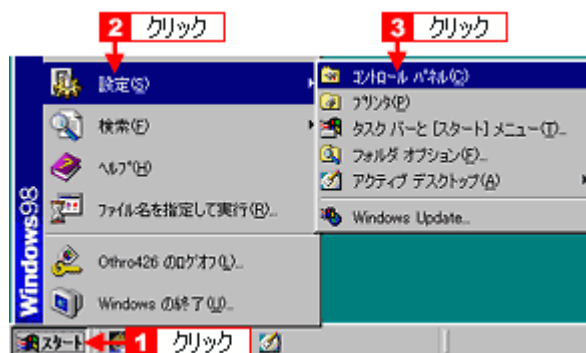 2 クリック
3 クリック
設定(S)
検索(F)
ヘルプ(H)
ファイル名を指定して実行(R)...
Othro426 のログオフ(L)...
Windows の終了(U)...
Windows98
コントロール パネル(C)
プリンタ(P)
タスク バーと [スタート] メニュー(T)...
フォルダ オプション(F)...
アクティブ デスクトップ(A)
Windows Update...
スタート
1 クリック